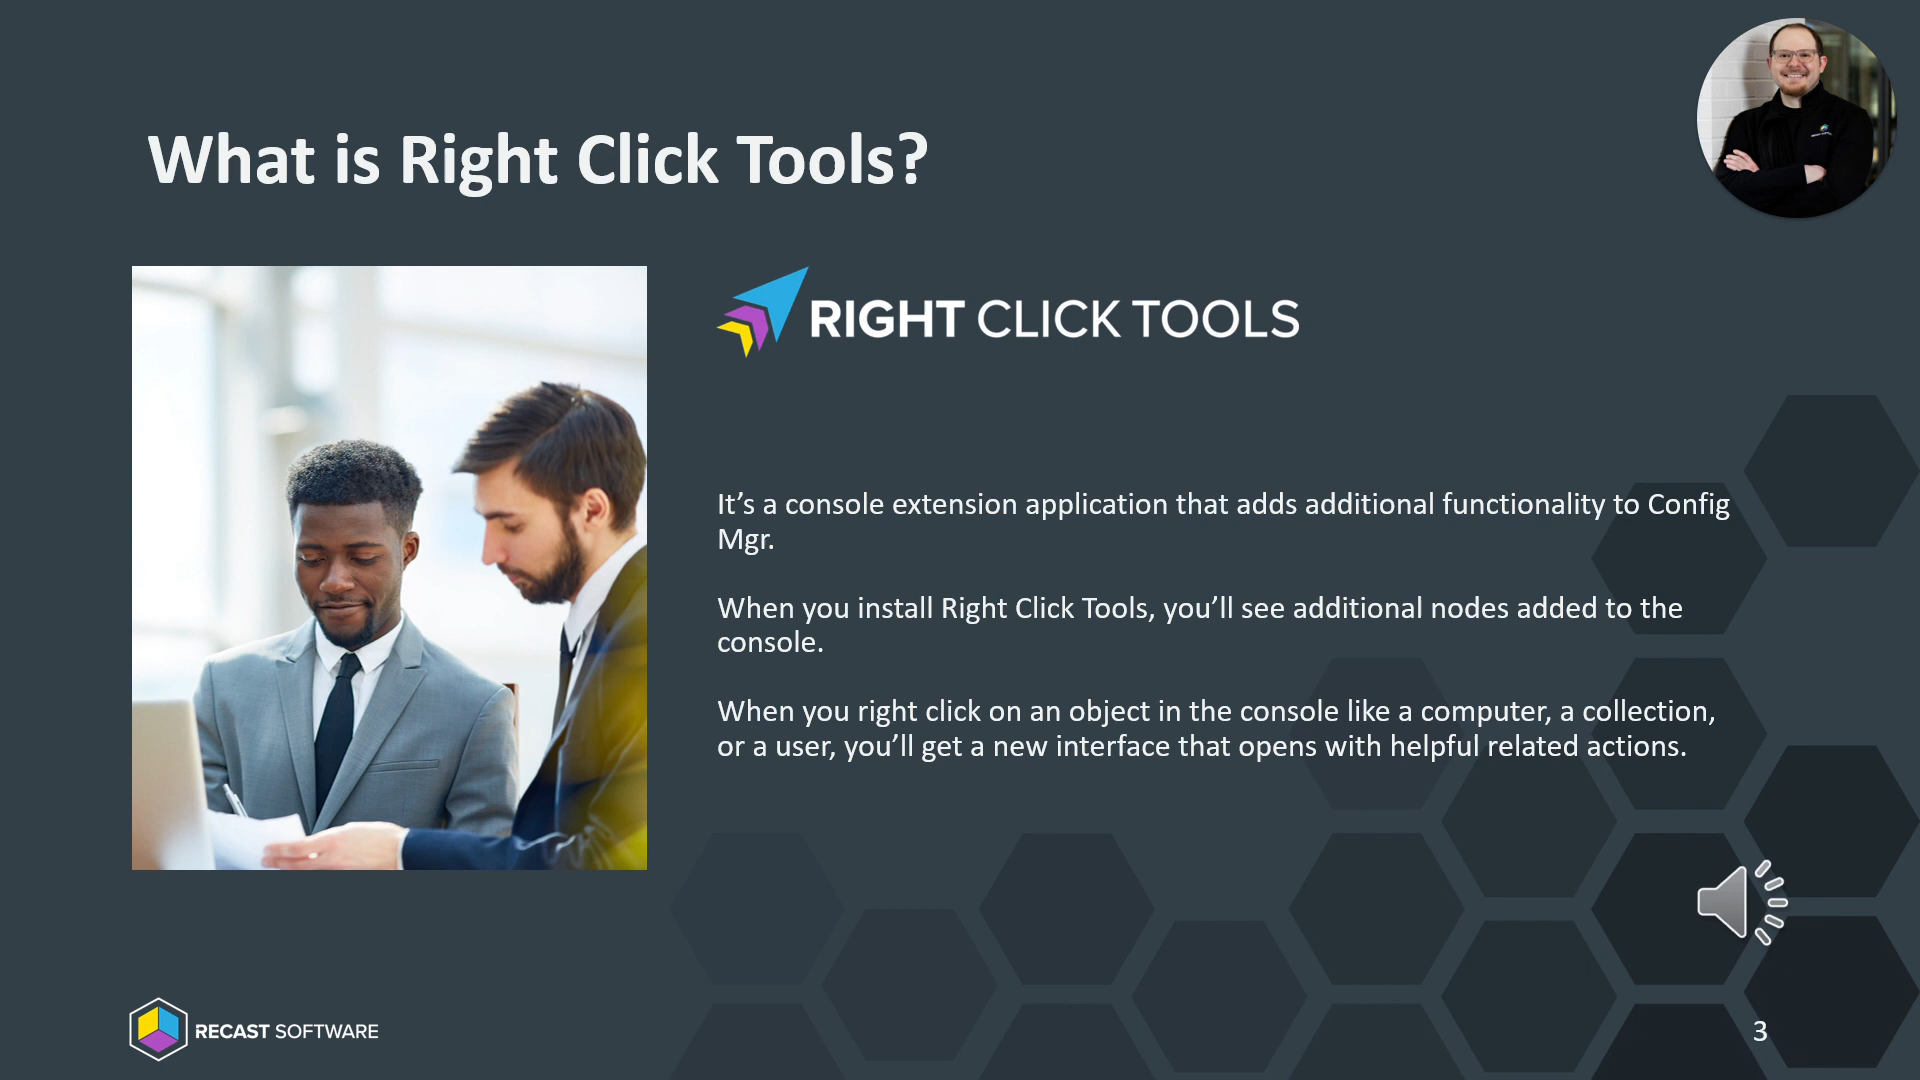 What is Right Click Tools?
RIGHT CLICK TOOLS
It’s a console extension application that adds additional functionality to Config
Mgr.
When you install Right Click Tools, you’ll see additional nodes added to the
console.
When you right click on an object in the console like a computer, a collection,
or a user, you’ll get a new interface that opens with helpful related actions.
RECAST SOFTWARE
3